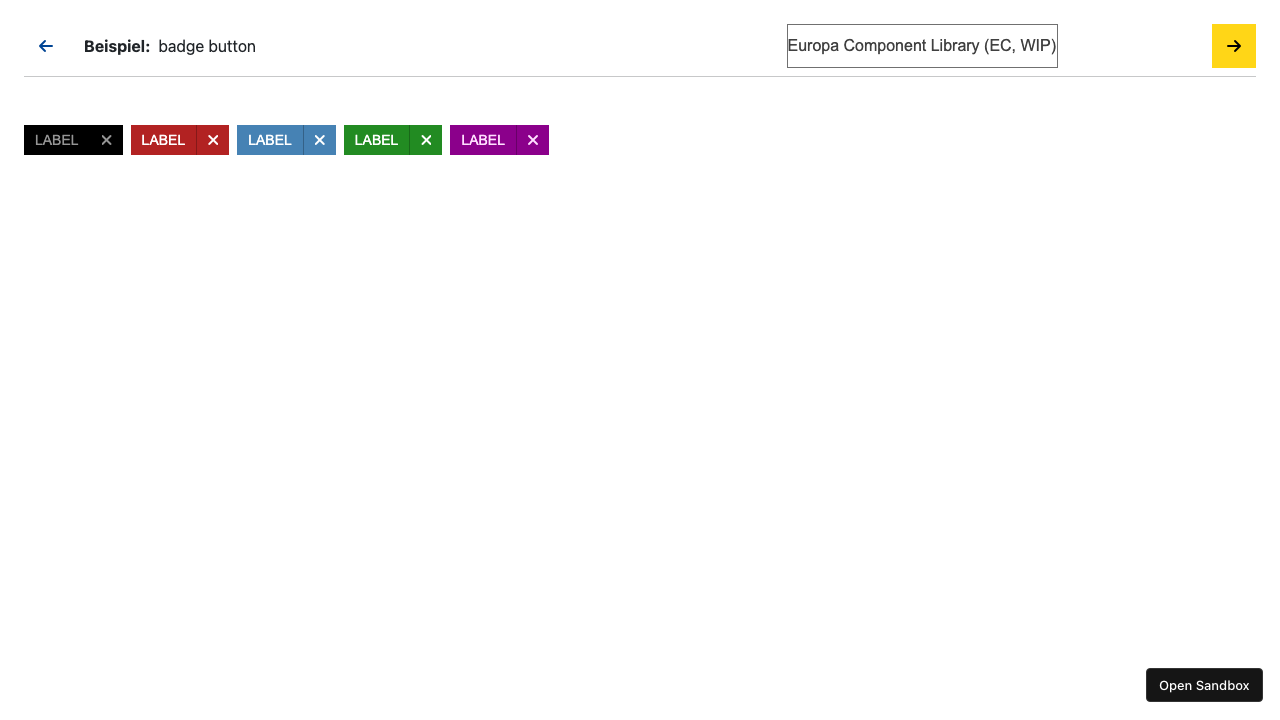 Beispiel: badge button
Europa Component Library (EC, WIP)
LABEL LABEL LABEL LABEL LABEL
Open Sandbox